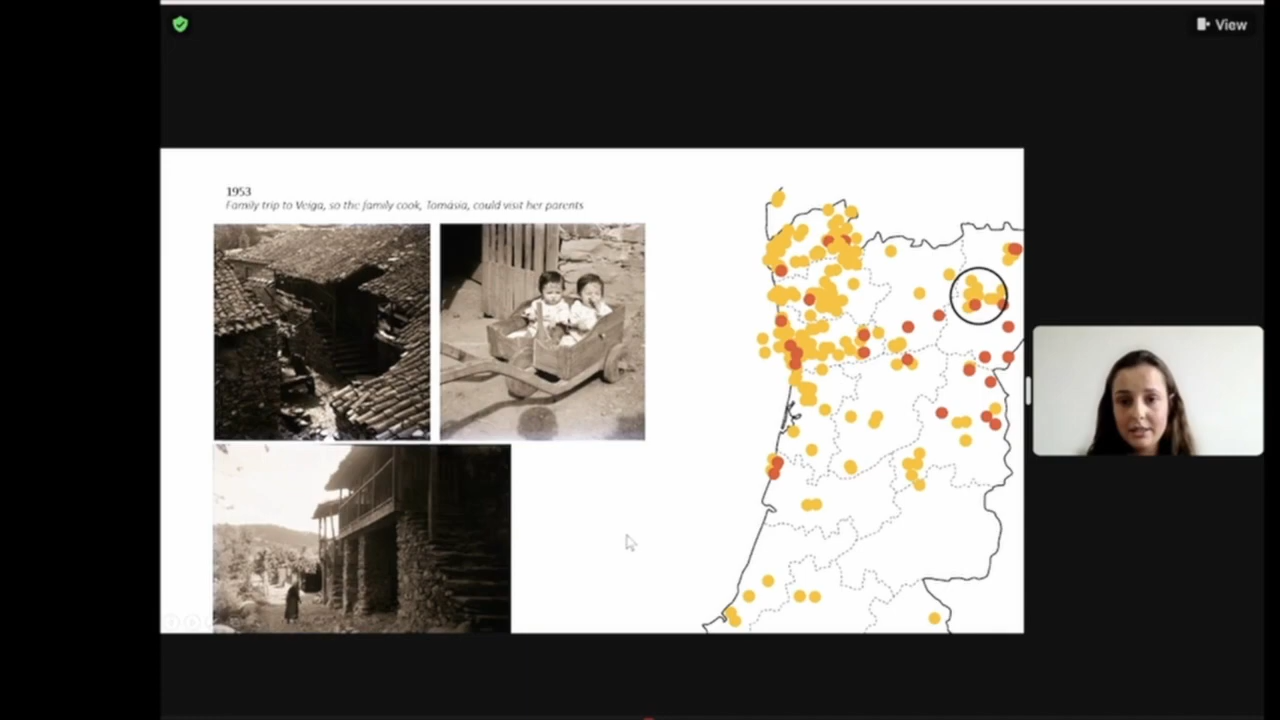 View
1953
Family trip to Veiga, so the family cook, Tomásia, could visit her parents